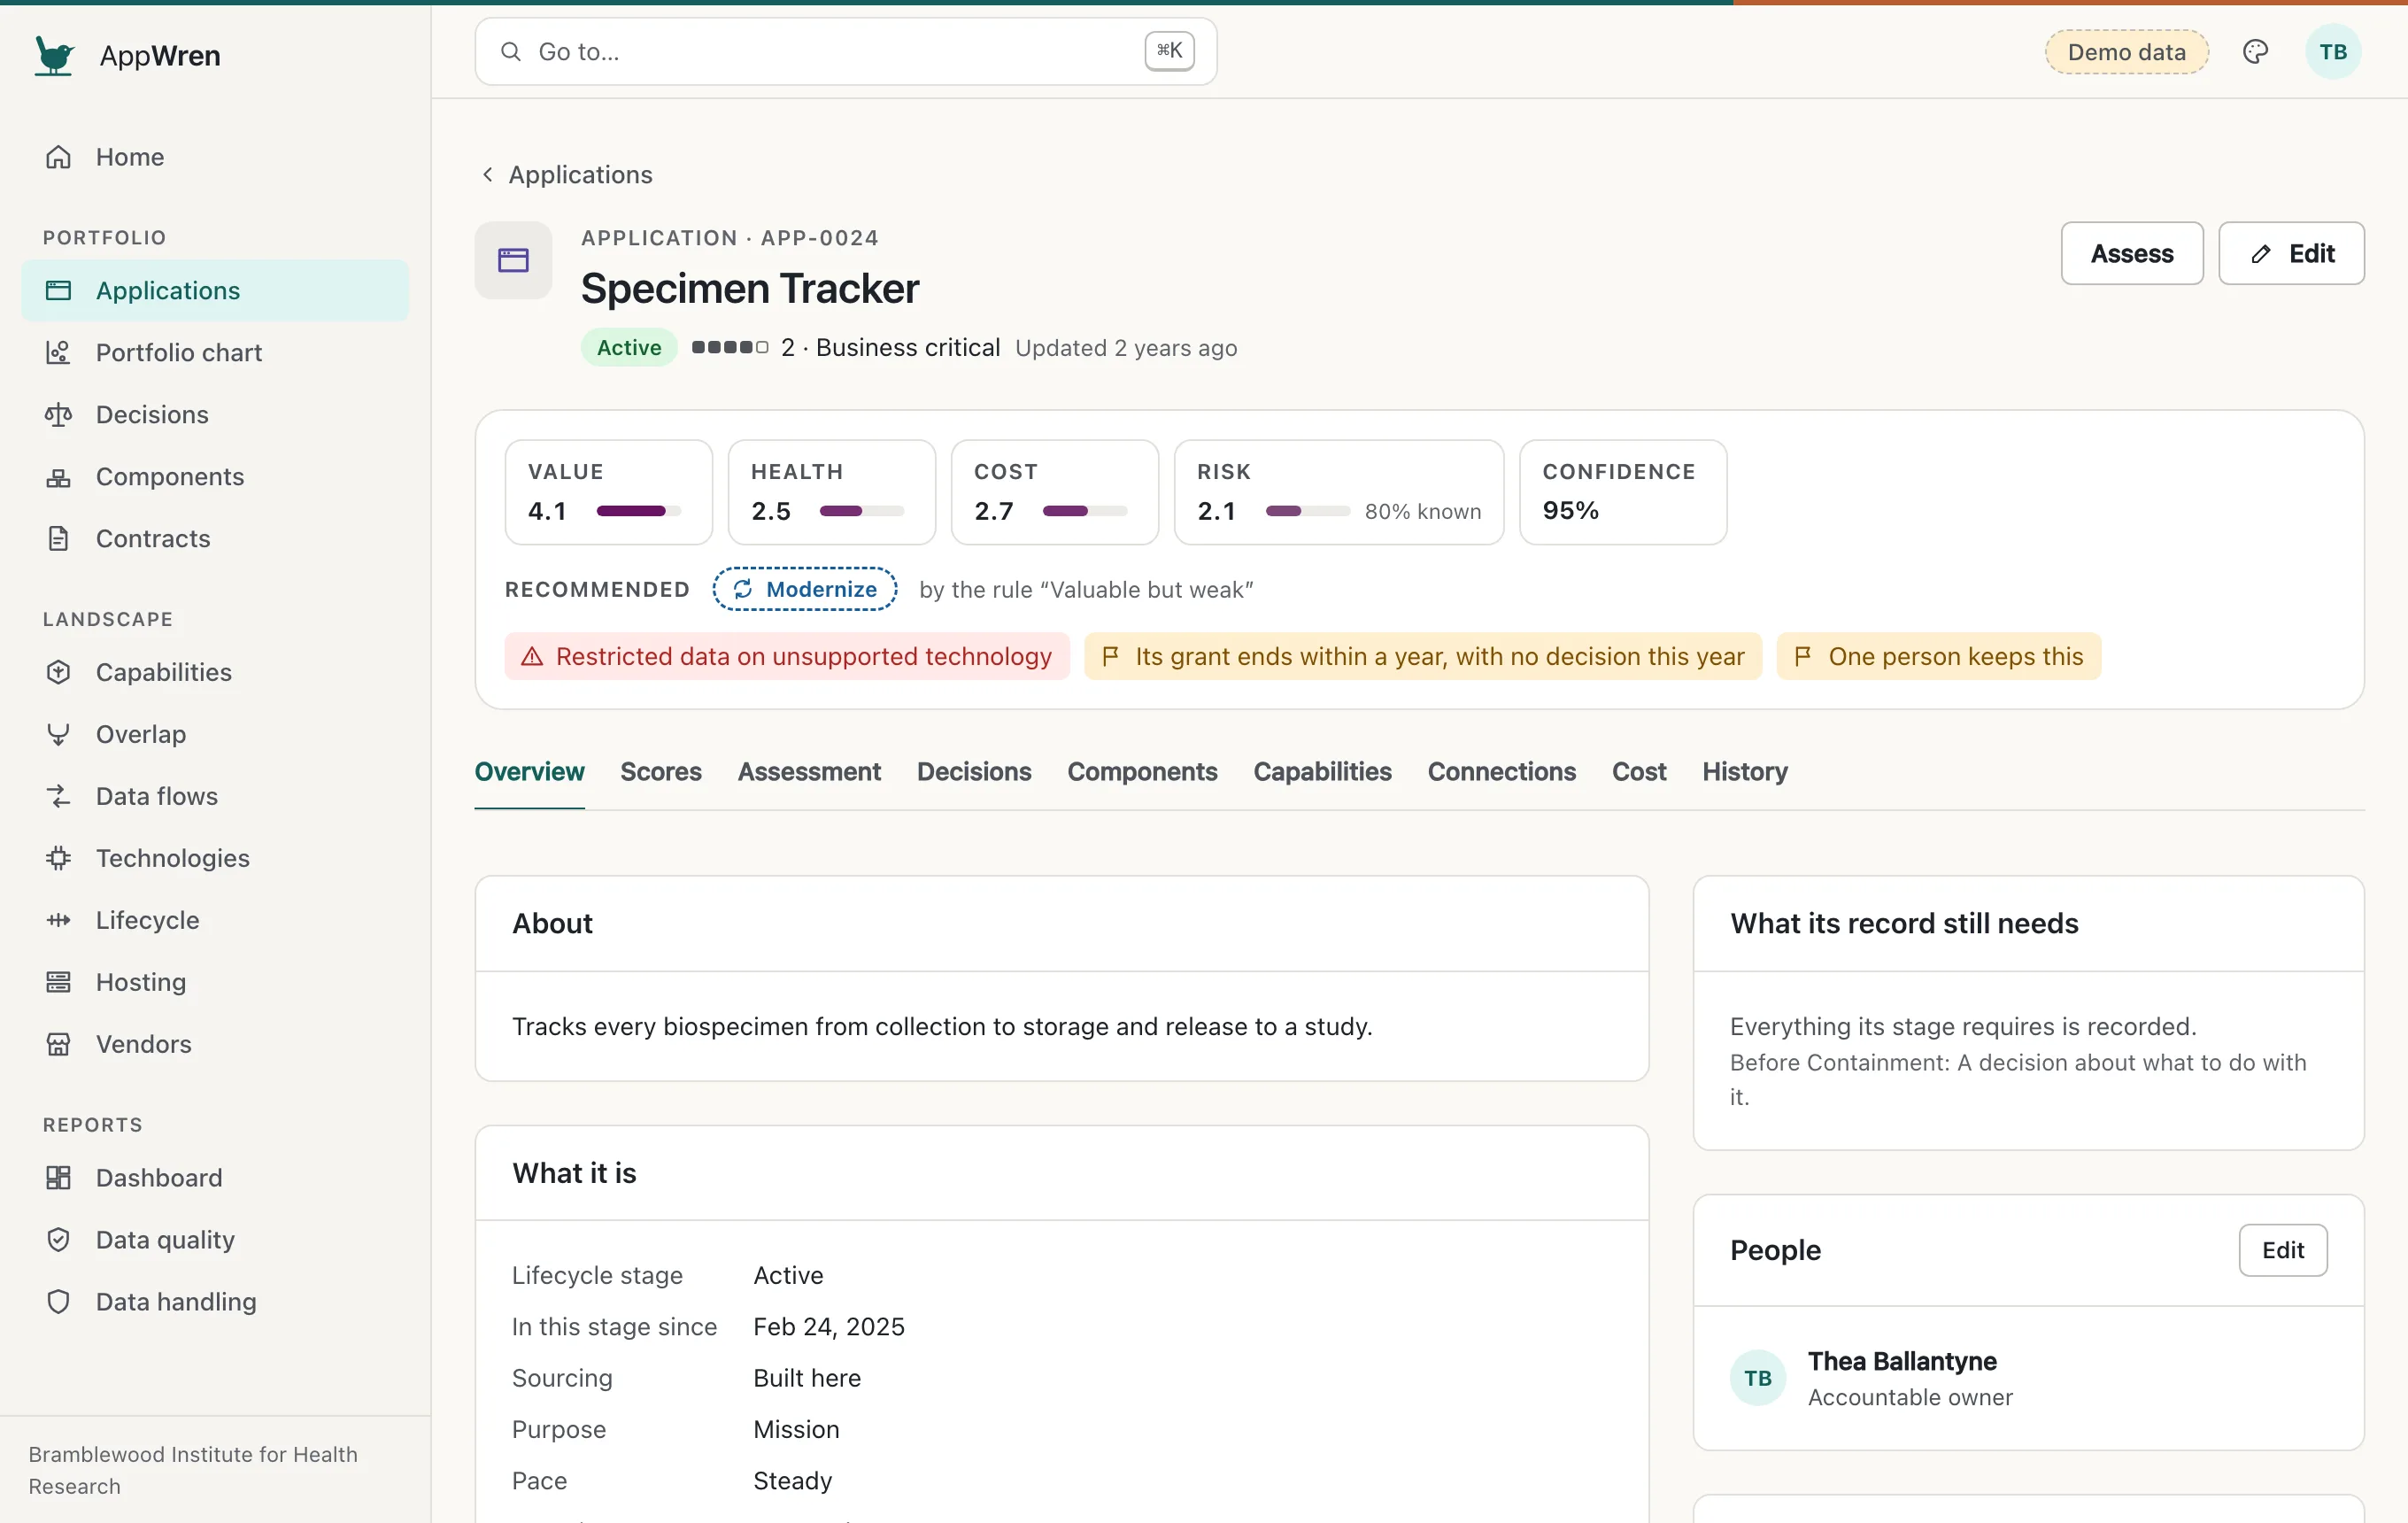 AppWren
Go to...
⌘K
Demo data
TB
Home
PORTFOLIO
Applications
Portfolio chart
Decisions
Components
Contracts
LANDSCAPE
Capabilities
Overlap
Data flows
Technologies
Lifecycle
Hosting
Vendors
REPORTS
Dashboard
Data quality
Data handling
Bramblewood Institute for Health
Research
Applications
APPLICATION · APP-0024
Specimen Tracker
Active 2 · Business critical Updated 2 years ago
Assess
Edit
VALUE
4.1
HEALTH
2.5
COST
2.7
RISK
2.1 80% known
CONFIDENCE
95%
RECOMMENDED Modernize by the rule “Valuable but weak”
Restricted data on unsupported technology
Its grant ends within a year, with no decision this year
One person keeps this
Overview Scores Assessment Decisions Components Capabilities Connections Cost History
About
Tracks every biospecimen from collection to storage and release to a study.
What it is
Lifecycle stage Active
In this stage since Feb 24, 2025
Sourcing Built here
Purpose Mission
Pace Steady
What its record still needs
Everything its stage requires is recorded.
Before Containment: A decision about what to do with
it.
People
Edit
TB
Thea Ballantyne
Accountable owner